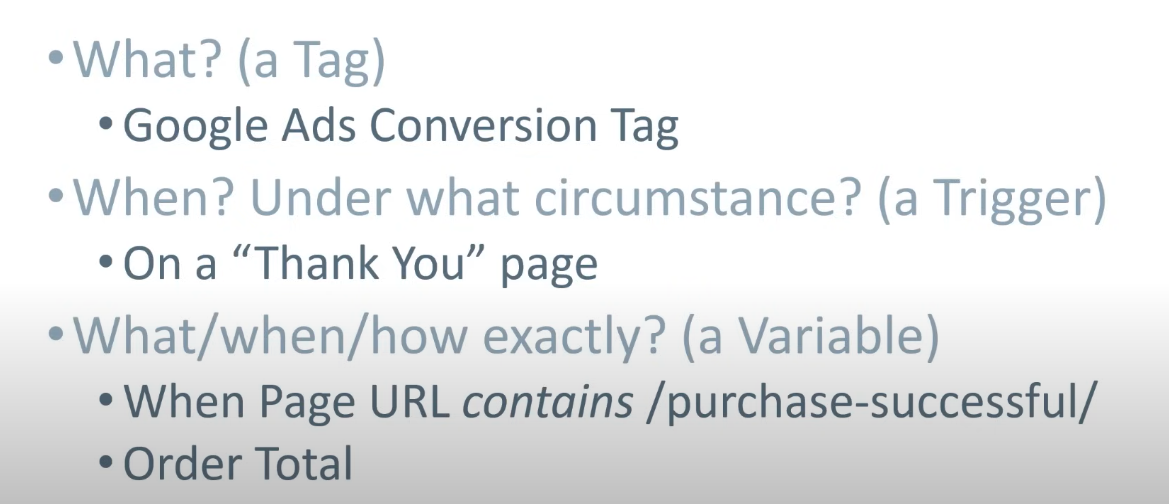 • What? (a Tag)
• Google Ads Conversion Tag
• When? Under what circumstance? (a Trigger)
• On a “Thank You” page
• What/when/how exactly? (a Variable)
• When Page URL contains /purchase-successful/
• Order Total